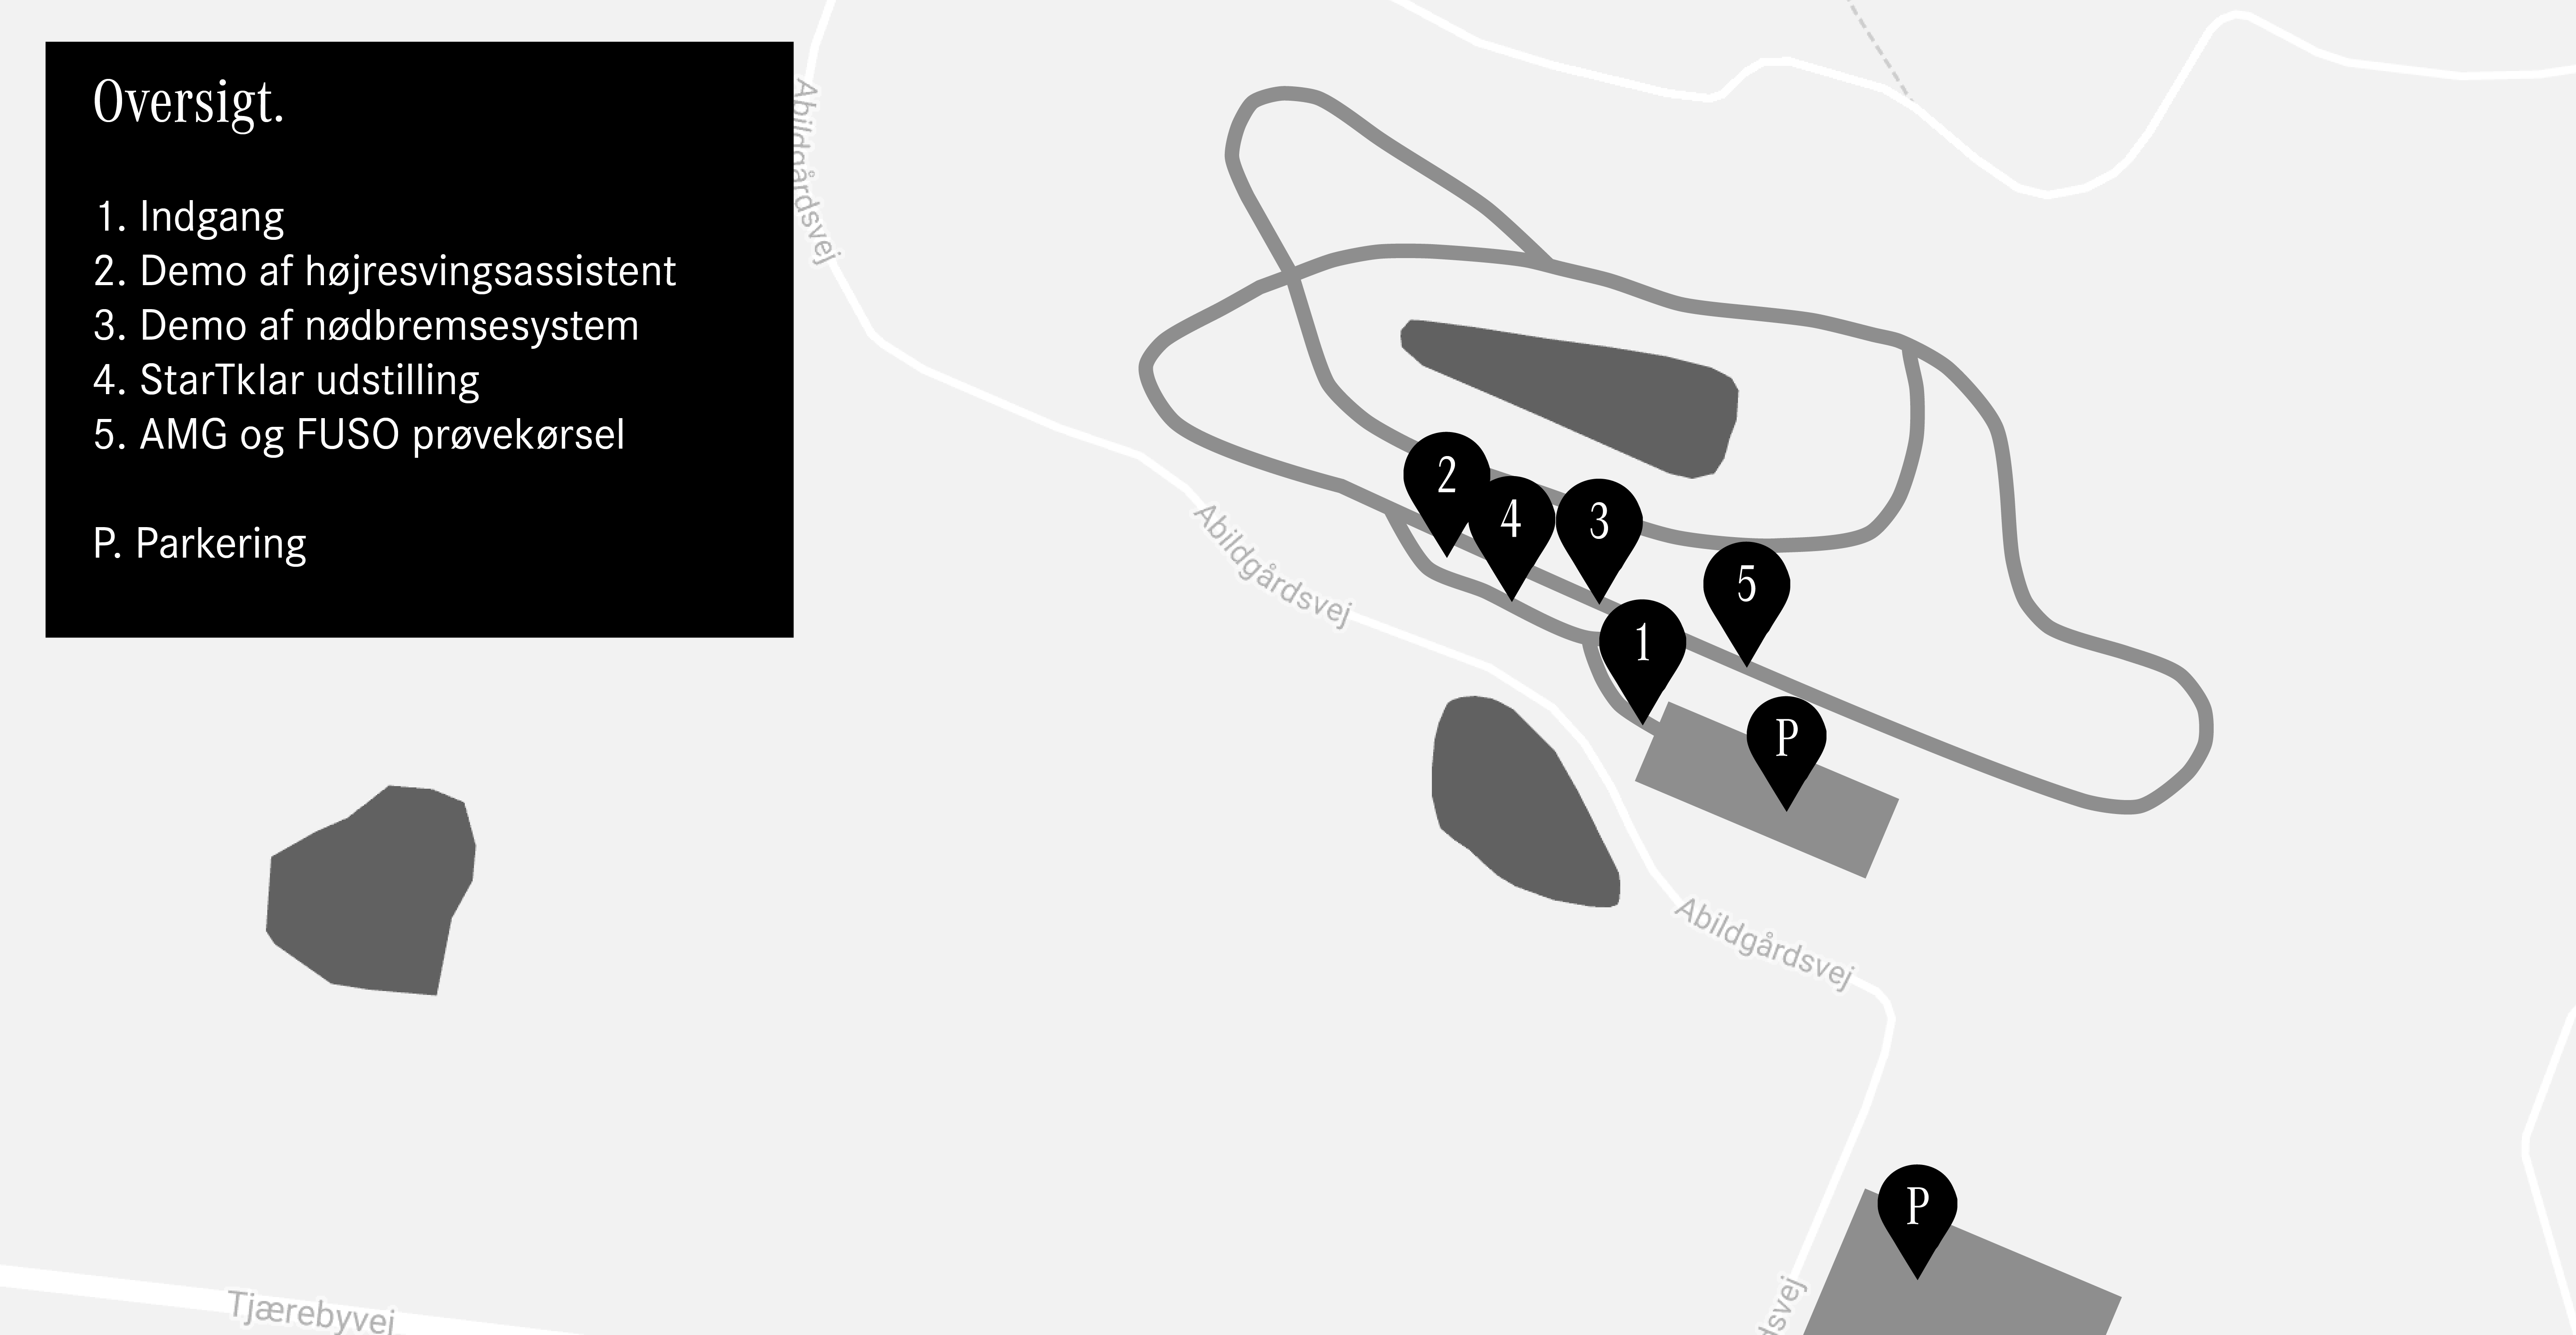 Oversigt.
1. Indgang
2. Demo af højresvingsassistent
3. Demo af nødbremsesystem
4. StarTklar udstilling
5. AMG og FUSO prøvekørsel
P. Parkering
Abildgårdsvej
2
4
3
Abildgårdsvej
5
1
P
Abildgårdsvej
P
dsvej
Tjærebyvej